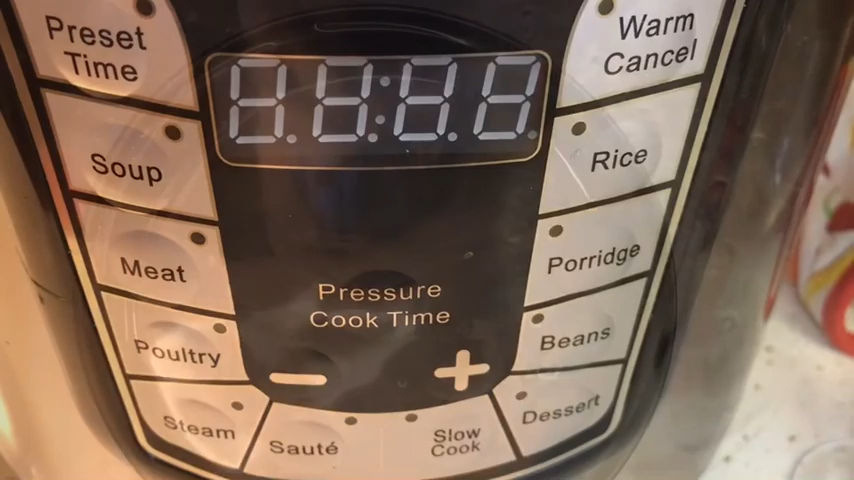 Preset
Time
Warm
Cancel
Soup
Rice
Meat
Porridge
Pressure
Cook Time
Poultry
Beans
Steam
Sauté
Slow
Cook
Dessert